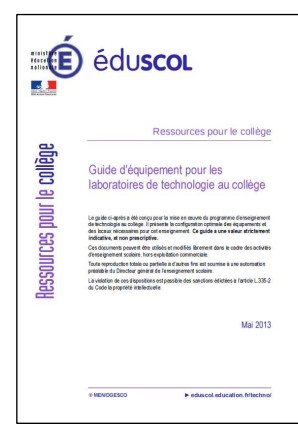 ministère
éducation
nationale
éduSCOL
Ressources pour le collège
Ressources pour le collège
Guide d'équipement pour les
laboratoires de technologie au collège
Le guide ci-après a été conçu pour la mise en œuvre du programme d'enseignement
de technologie au collège. Il présente la configuration optimale des équipements et
des locaux nécessaires pour cet enseignement. Ce guide a une valeur strictement
indicative, et non prescriptive.
Ces documents peuvent être utilisés et modifiés librement dans le cadre des activités
d'enseignement scolaire, hors exploitation commerciale.
Toute reproduction totale ou partielle à d'autres fins est soumise à une autorisation
préalable du Directeur général de l'enseignement scolaire.
La violation de ces dispositions est passible des sanctions édictées à l'article L.335-2
du Code la propriété intellectuelle.
Mai 2013
© MEN/DGESCO
► eduscol.education.fr/techno/